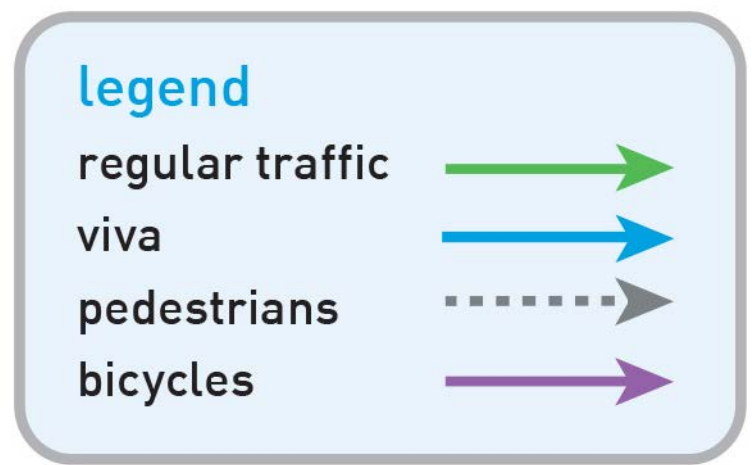 legend
regular traffic
viva
pedestrians
bicycles